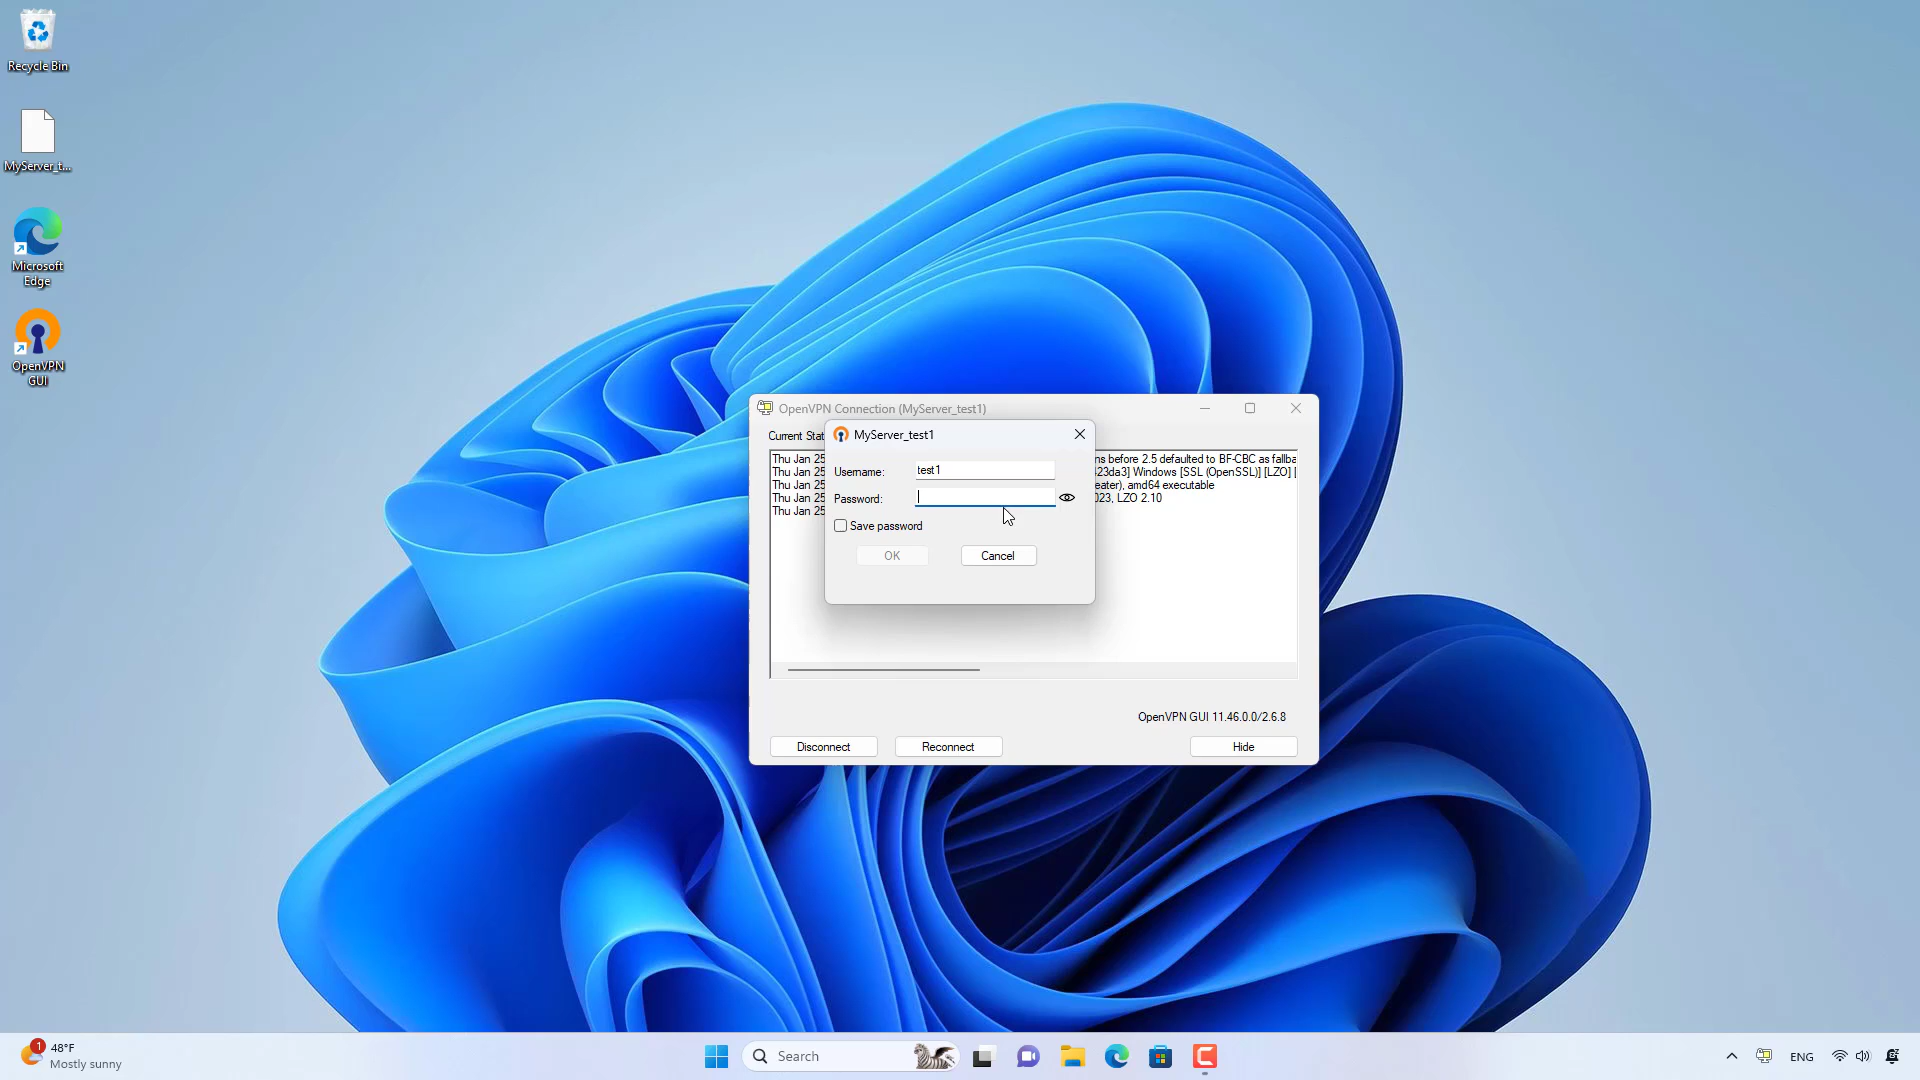 Recycle Bin
MyServer_t...
Microsoft
Edge
OpenVPN
GUI
OpenVPN Connection (MyServer_test1)
Current Stat
Thu Jan 25
ns before 2.5 defaulted to BF-CBC as fallba
Thu Jan 25
423da3] Windows [SSL (OpenSSL)] [LZO] [
Thu Jan 25
eater), amd64 executable
Thu Jan 25
023, LZO 2.10
Thu Jan 25
MyServer_test1
Username: test1
Password:
Save password
OK Cancel
OpenVPN GUI 11.46.0.0/2.6.8
Disconnect Reconnect Hide
1
48°F
Mostly sunny
Search
ENG